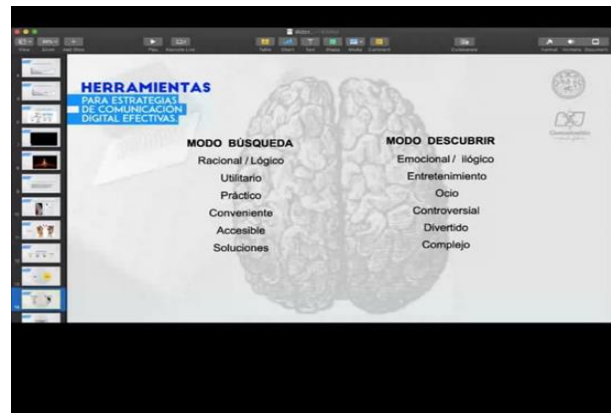 HERRAMIENTAS
PARA ESTRATEGIAS
DE COMUNICACIÓN
DIGITAL EFECTIVAS.
MODO BÚSQUEDA
Racional / Lógico
Utilitario
Práctico
Conveniente
Accesible
Soluciones
MODO DESCUBRIR
Emocional / ilógico
Entretenimiento
Ocio
Controversial
Divertido
Complejo